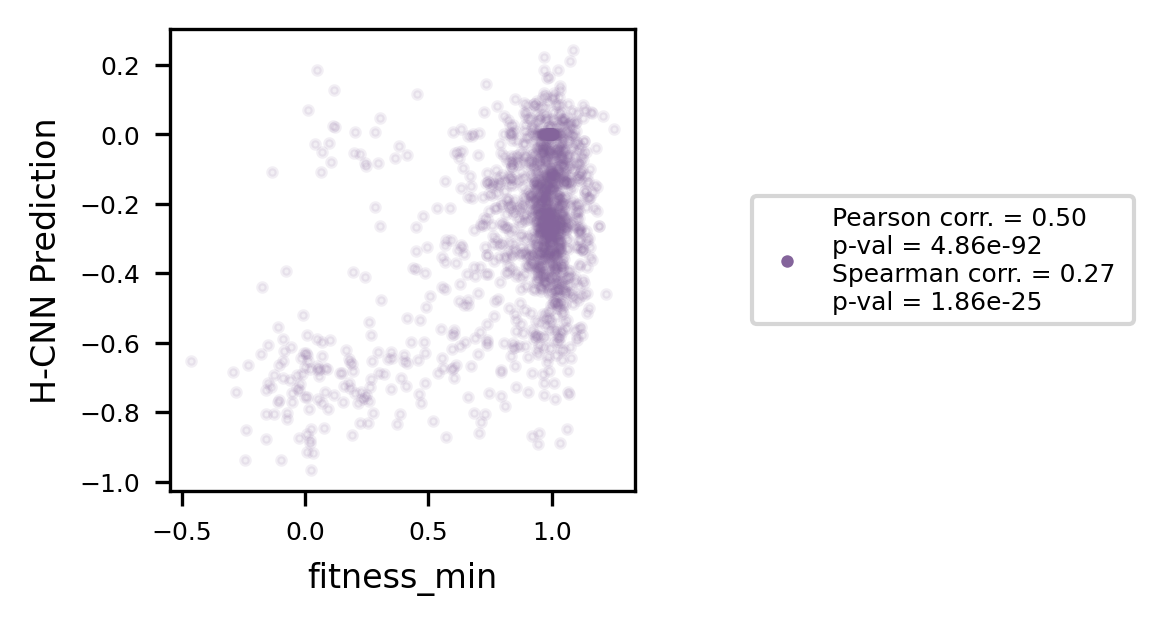 0.2
0.0
−0.2
−0.4
−0.6
−0.8
−1.0
H-CNN Prediction
−0.5
0.0
0.5
1.0
fitness_min
Pearson corr. = 0.50
p-val = 4.86e-92
Spearman corr. = 0.27
p-val = 1.86e-25